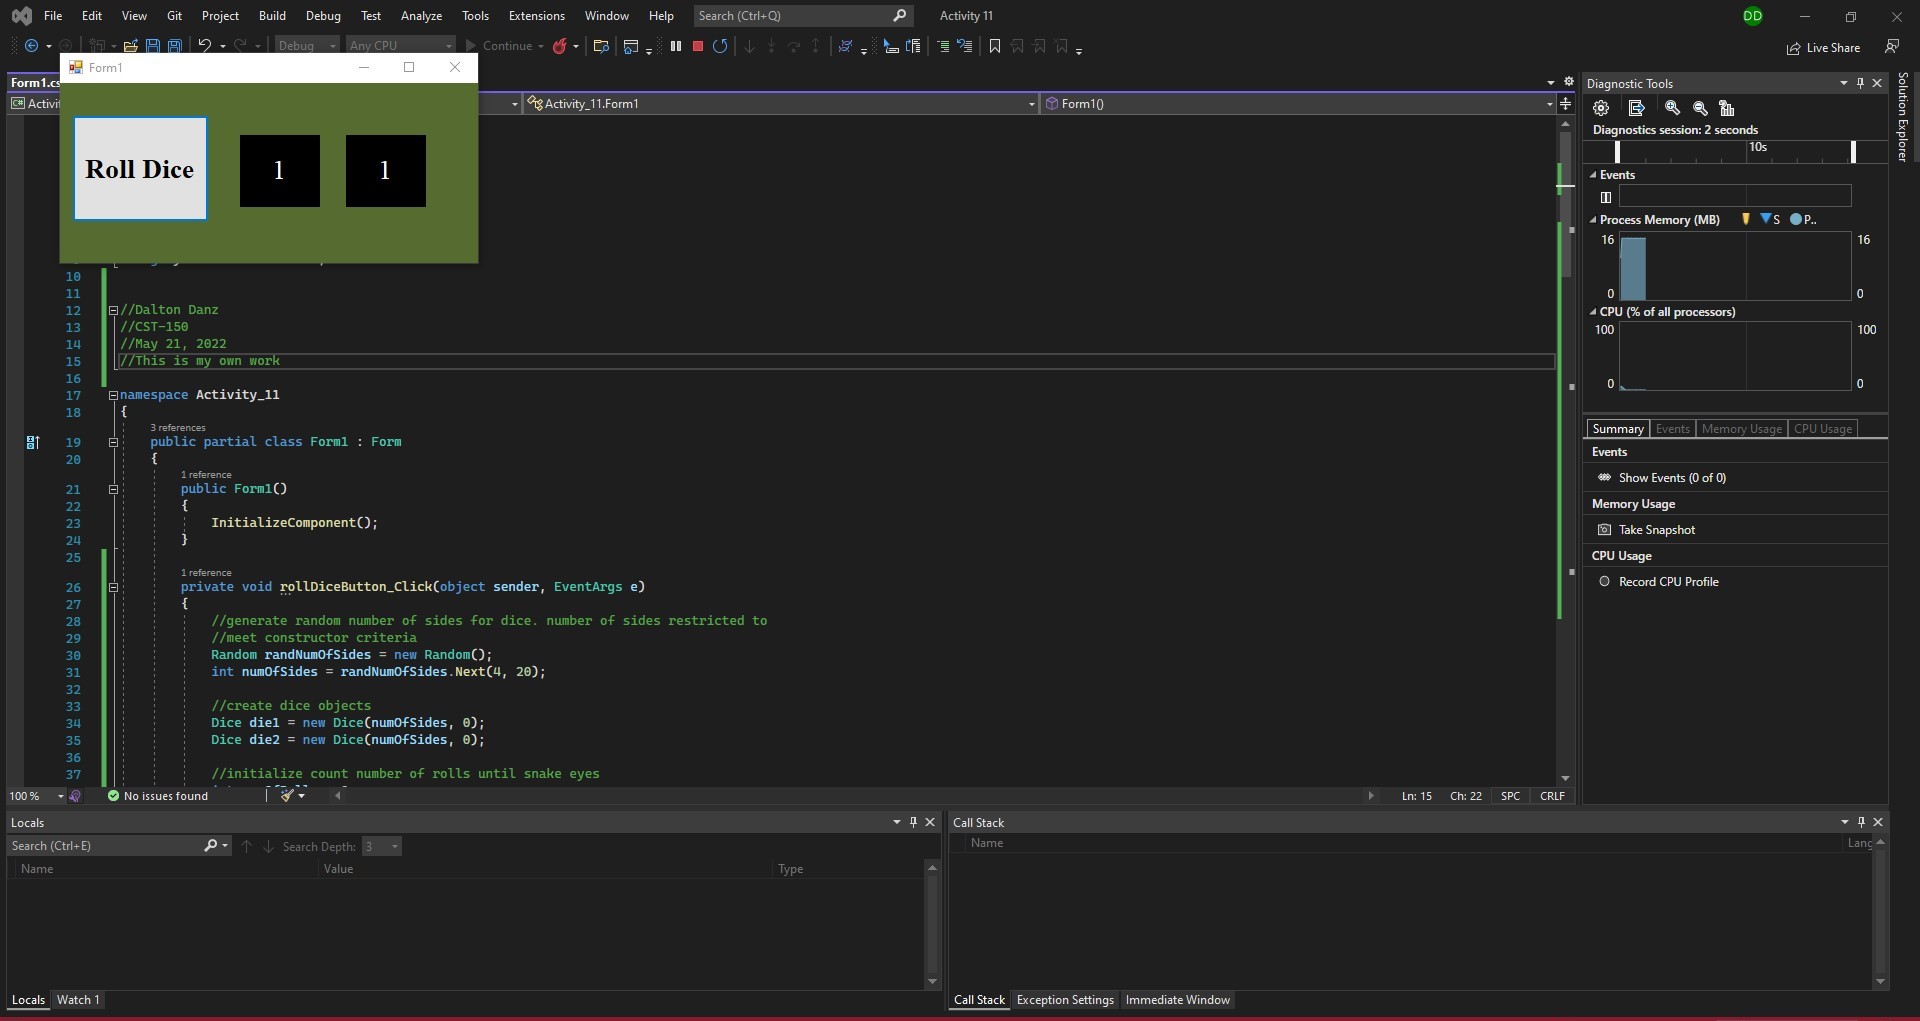 File Edit View Git Project Build Debug Test Analyze Tools Extensions Window Help Search (Ctrl+Q) Activity 11 DD
Debug Any CPU Continue Live Share
Form1
Form1.cs
Activity_11.Form1 Form1()
Roll Dice 1 1
10
11
12 //Dalton Danz
13 //CST-150
14 //May 21, 2022
15 //This is my own work
16
17 namespace Activity_11
18 {
3 references
19 public partial class Form1 : Form
20 {
1 reference
21 public Form1()
22 {
23 InitializeComponent();
24 }
25
1 reference
26 private void rollDiceButton_Click(object sender, EventArgs e)
27 {
28 //generate random number of sides for dice. number of sides restricted to
29 //meet constructor criteria
30 Random randNumOfSides = new Random();
31 int numOfSides = randNumOfSides.Next(4, 20);
32
33 //create dice objects
34 Dice die1 = new Dice(numOfSides, 0);
35 Dice die2 = new Dice(numOfSides, 0);
36
37 //initialize count number of rolls until snake eyes
100 % No issues found Ln: 15 Ch: 22 SPC CRLF
Diagnostic Tools
Diagnostics session: 2 seconds
10s
Events
Process Memory (MB) S P..
16 16
0 0
CPU (% of all processors)
100 100
0 0
Summary Events Memory Usage CPU Usage
Events
Show Events (0 of 0)
Memory Usage
Take Snapshot
CPU Usage
Record CPU Profile
Solution Explorer
Locals
Search (Ctrl+E) Search Depth: 3
Name Value Type
Locals Watch 1
Call Stack
Name Lang
Call Stack Exception Settings Immediate Window